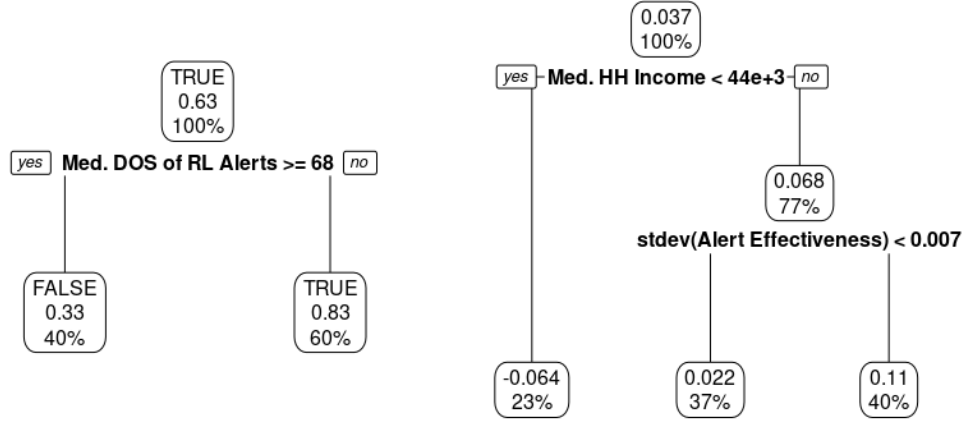 TRUE
0.63
100%
yes Med. DOS of RL Alerts >= 68 no
FALSE
0.33
40%
TRUE
0.83
60%
0.037
100%
yes Med. HH Income < 44e+3 no
0.068
77%
stdev(Alert Effectiveness) < 0.007
-0.064
23%
0.022
37%
0.11
40%